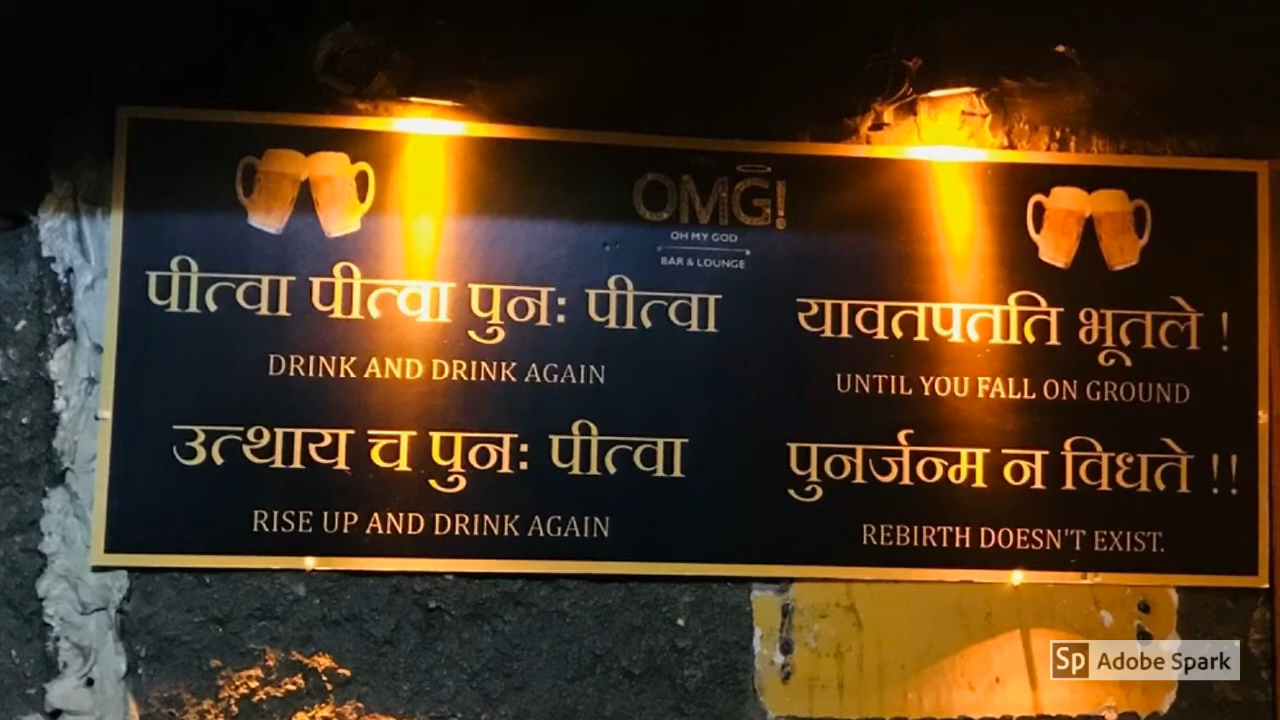 OMG!
OH MY GOD
BAR & LOUNGE
पीत्वा पीत्वा पुनः पीत्वा
DRINK AND DRINK AGAIN
यावतपतति भूतले !
UNTIL YOU FALL ON GROUND
उत्थाय च पुनः पीत्वा
RISE UP AND DRINK AGAIN
पुनर्जन्म न विधते !!
REBIRTH DOESN'T EXIST.
Sp Adobe Spark